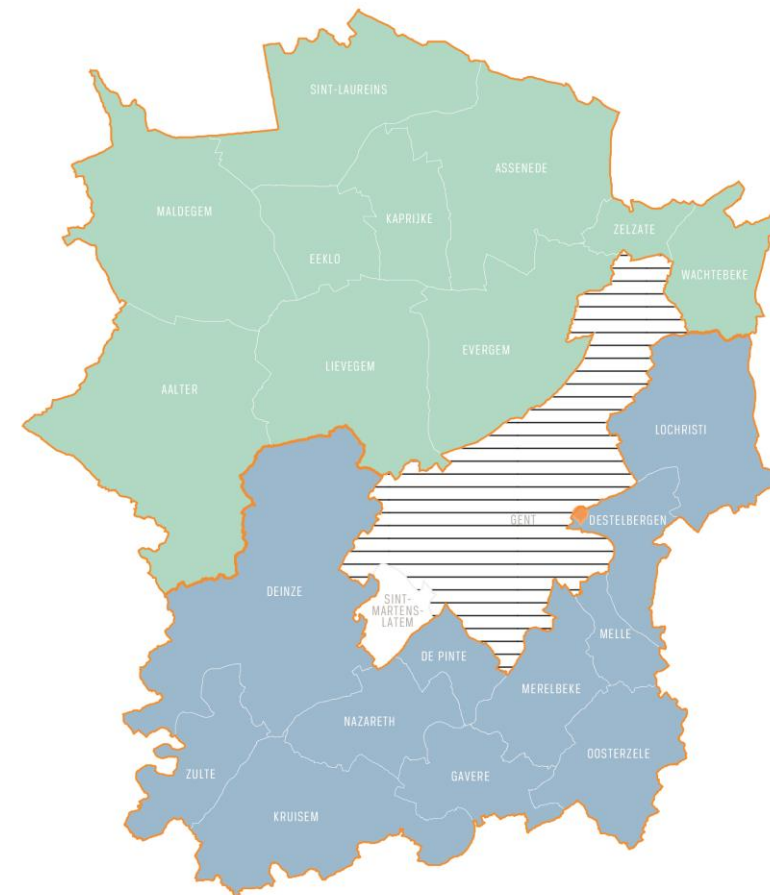 SINT-LAUREINS
ASSENEDE
MALDEGEM
KAPRIJKE
ZELZATE
EEKLO
WACHTEBEKE
EVERGEM
LIEVEGEM
AALTER
LOCHRISTI
GENT
DESTELBERGEN
DEINZE
SINT-
MARTENS-
LATEM
MELLE
DE PINTE
MERELBEKE
NAZARETH
OOSTERZELE
ZULTE
GAVERE
KRUISEM